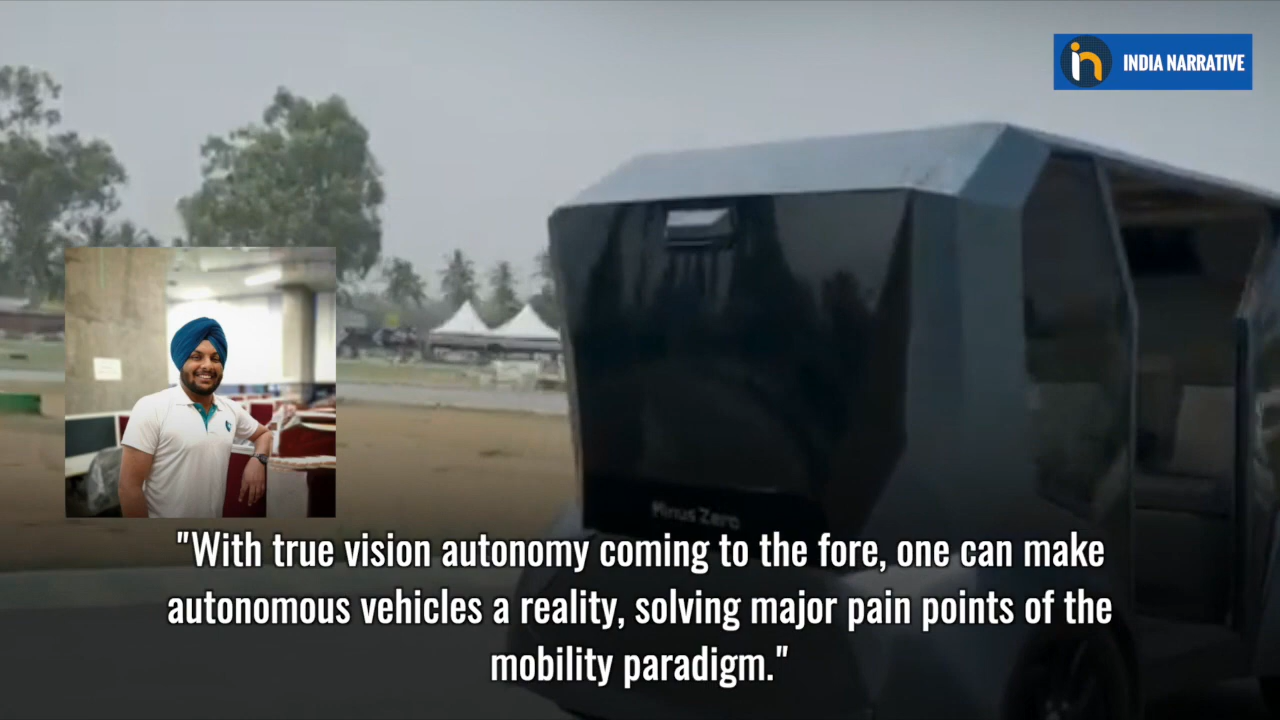 INDIA NARRATIVE
Minus Zero
"With true vision autonomy coming to the fore, one can make
autonomous vehicles a reality, solving major pain points of the
mobility paradigm."